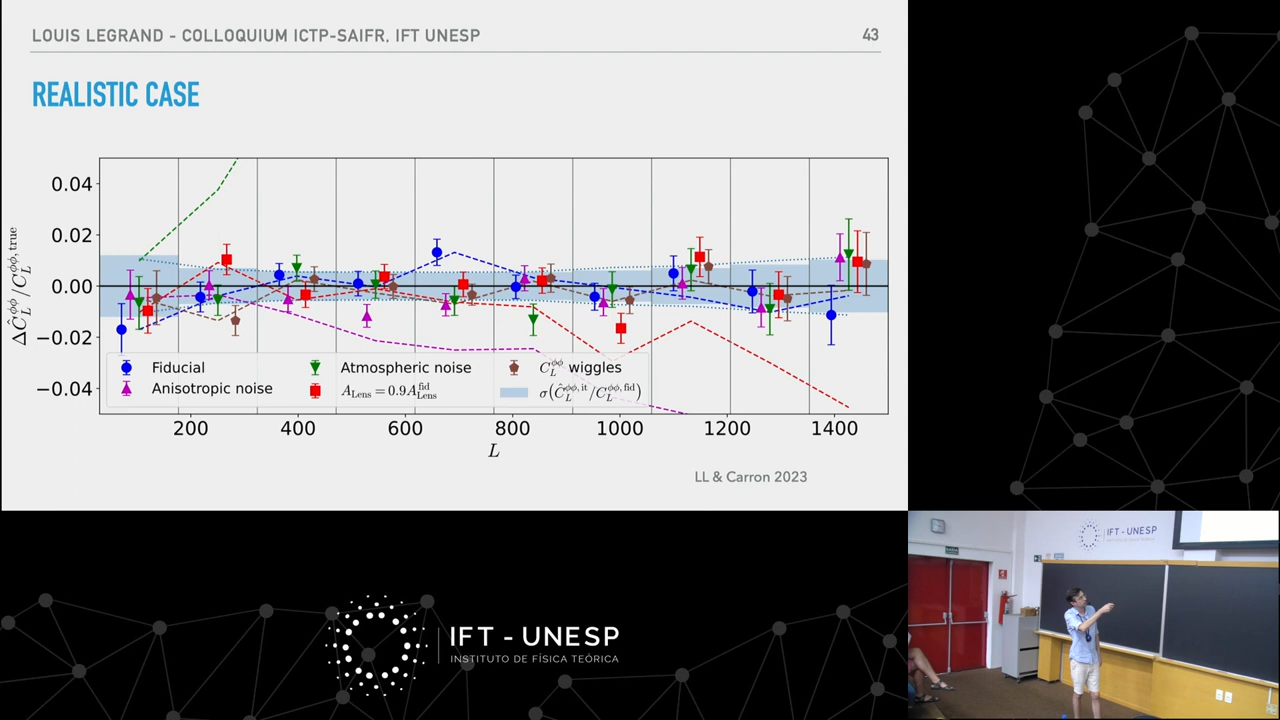 LOUIS LEGRAND - COLLOQUIUM ICTP-SAIFR, IFT UNESP 43
REALISTIC CASE
0.04
0.02
0.00
−0.02
−0.04
ΔĈ_L^{ϕϕ}/C_L^{ϕϕ,true}
Fiducial
Anisotropic noise
Atmospheric noise
A_Lens = 0.9A_Lens^fid
C_L^{ϕϕ} wiggles
σ(Ĉ_L^{ϕϕ,it}/C_L^{ϕϕ,fid})
200 400 600 800 1000 1200 1400
L
LL & Carron 2023
IFT - UNESP
INSTITUTO DE FÍSICA TEÓRICA
IFT - UNESP